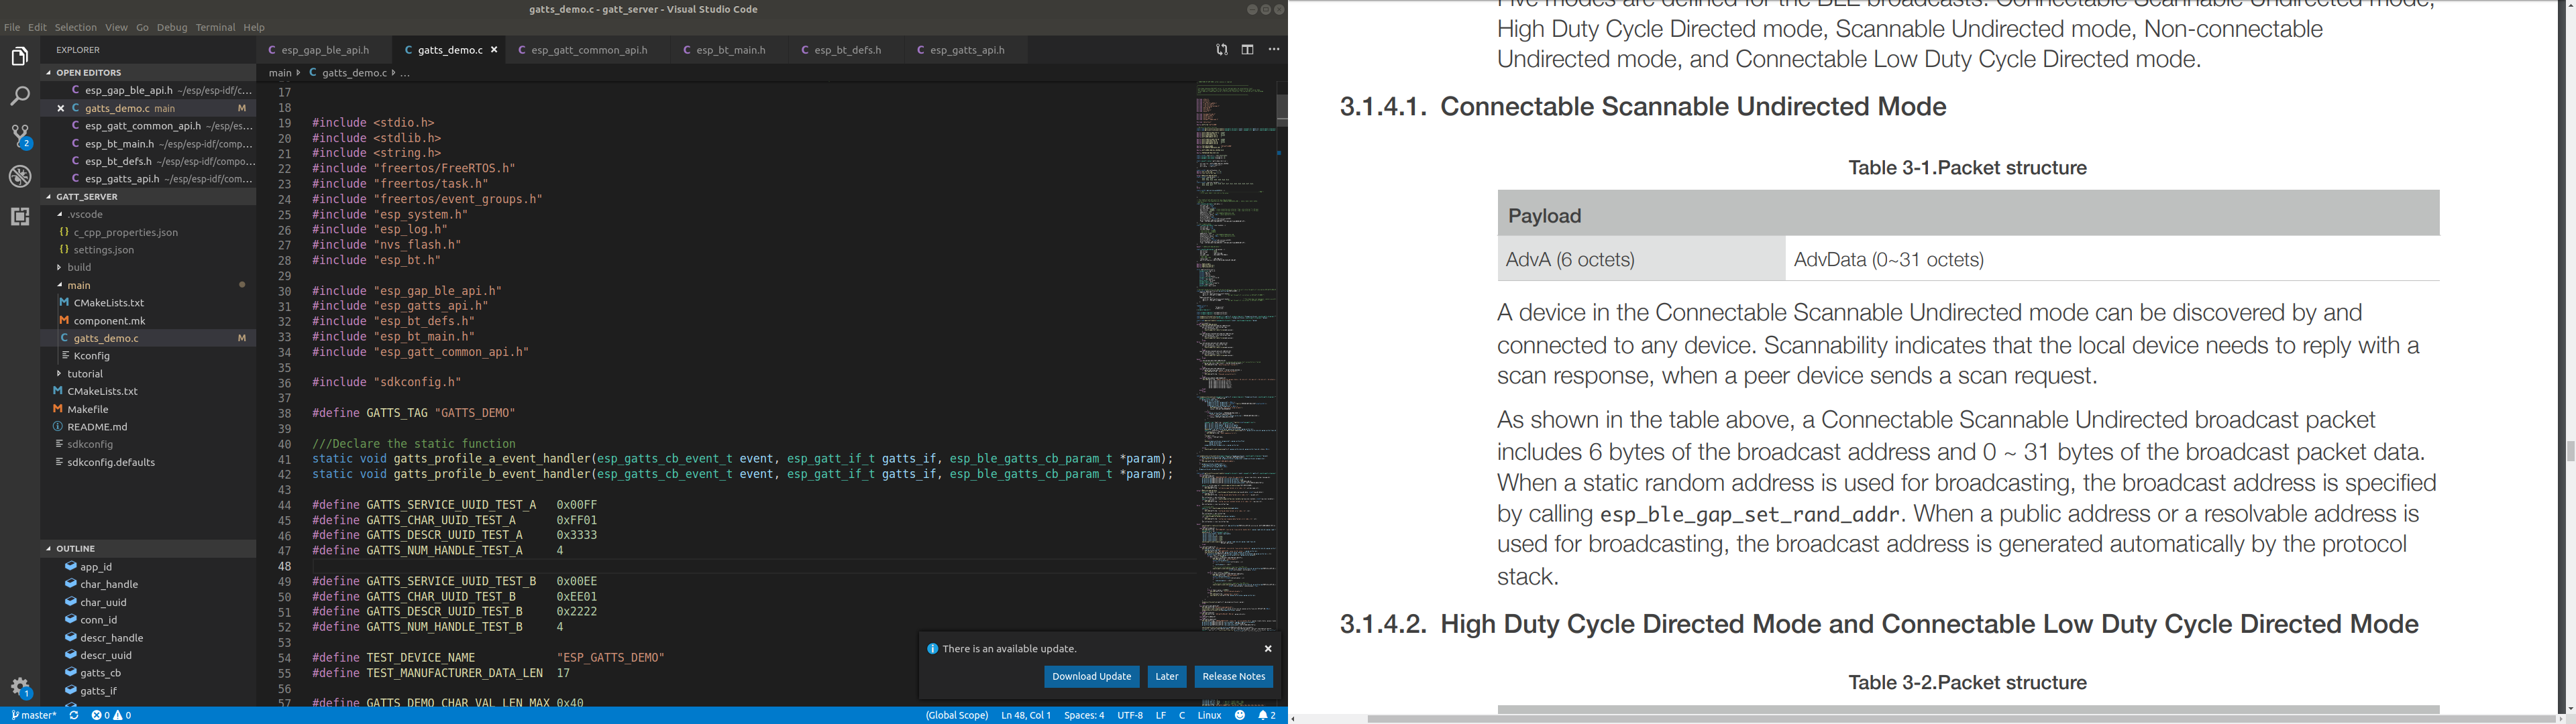 gatts_demo.c - gatt_server - Visual Studio Code
File Edit Selection View Go Debug Terminal Help
EXPLORER
OPEN EDITORS
esp_gap_ble_api.h ~/esp/esp-idf/c...
gatts_demo.c main M
esp_gatt_common_api.h ~/esp/es...
esp_bt_main.h ~/esp/esp-idf/comp...
esp_bt_defs.h ~/esp/esp-idf/compo...
esp_gatts_api.h ~/esp/esp-idf/com...
GATT_SERVER
.vscode
c_cpp_properties.json
settings.json
build
main
CMakeLists.txt
component.mk
gatts_demo.c M
Kconfig
tutorial
CMakeLists.txt
Makefile
README.md
sdkconfig
sdkconfig.defaults
OUTLINE
app_id
char_handle
char_uuid
conn_id
descr_handle
descr_uuid
gatts_cb
gatts_if
2
1
esp_gap_ble_api.h gatts_demo.c esp_gatt_common_api.h esp_bt_main.h esp_bt_defs.h esp_gatts_api.h
main gatts_demo.c ...
17
18
19 #include <stdio.h>
20 #include <stdlib.h>
21 #include <string.h>
22 #include "freertos/FreeRTOS.h"
23 #include "freertos/task.h"
24 #include "freertos/event_groups.h"
25 #include "esp_system.h"
26 #include "esp_log.h"
27 #include "nvs_flash.h"
28 #include "esp_bt.h"
29
30 #include "esp_gap_ble_api.h"
31 #include "esp_gatts_api.h"
32 #include "esp_bt_defs.h"
33 #include "esp_bt_main.h"
34 #include "esp_gatt_common_api.h"
35
36 #include "sdkconfig.h"
37
38 #define GATTS_TAG "GATTS_DEMO"
39
40 ///Declare the static function
41 static void gatts_profile_a_event_handler(esp_gatts_cb_event_t event, esp_gatt_if_t gatts_if, esp_ble_gatts_cb_param_t *param);
42 static void gatts_profile_b_event_handler(esp_gatts_cb_event_t event, esp_gatt_if_t gatts_if, esp_ble_gatts_cb_param_t *param);
43
44 #define GATTS_SERVICE_UUID_TEST_A 0x00FF
45 #define GATTS_CHAR_UUID_TEST_A 0xFF01
46 #define GATTS_DESCR_UUID_TEST_A 0x3333
47 #define GATTS_NUM_HANDLE_TEST_A 4
48
49 #define GATTS_SERVICE_UUID_TEST_B 0x00EE
50 #define GATTS_CHAR_UUID_TEST_B 0xEE01
51 #define GATTS_DESCR_UUID_TEST_B 0x2222
52 #define GATTS_NUM_HANDLE_TEST_B 4
53
54 #define TEST_DEVICE_NAME "ESP_GATTS_DEMO"
55 #define TEST_MANUFACTURER_DATA_LEN 17
56
57 #define GATTS_DEMO_CHAR_VAL_LEN_MAX 0x40
There is an available update.
Download Update Later Release Notes
master* 0 0 (Global Scope) Ln 48, Col 1 Spaces: 4 UTF-8 LF C Linux 2
Five modes are defined for the BLE broadcasts: Connectable Scannable Undirected mode,
High Duty Cycle Directed mode, Scannable Undirected mode, Non-connectable
Undirected mode, and Connectable Low Duty Cycle Directed mode.
3.1.4.1. Connectable Scannable Undirected Mode
Table 3-1.Packet structure
Payload
AdvA (6 octets) AdvData (0~31 octets)
A device in the Connectable Scannable Undirected mode can be discovered by and
connected to any device. Scannability indicates that the local device needs to reply with a
scan response, when a peer device sends a scan request.
As shown in the table above, a Connectable Scannable Undirected broadcast packet
includes 6 bytes of the broadcast address and 0 ~ 31 bytes of the broadcast packet data.
When a static random address is used for broadcasting, the broadcast address is specified
by calling esp_ble_gap_set_rand_addr. When a public address or a resolvable address is
used for broadcasting, the broadcast address is generated automatically by the protocol
stack.
3.1.4.2. High Duty Cycle Directed Mode and Connectable Low Duty Cycle Directed Mode
Table 3-2.Packet structure